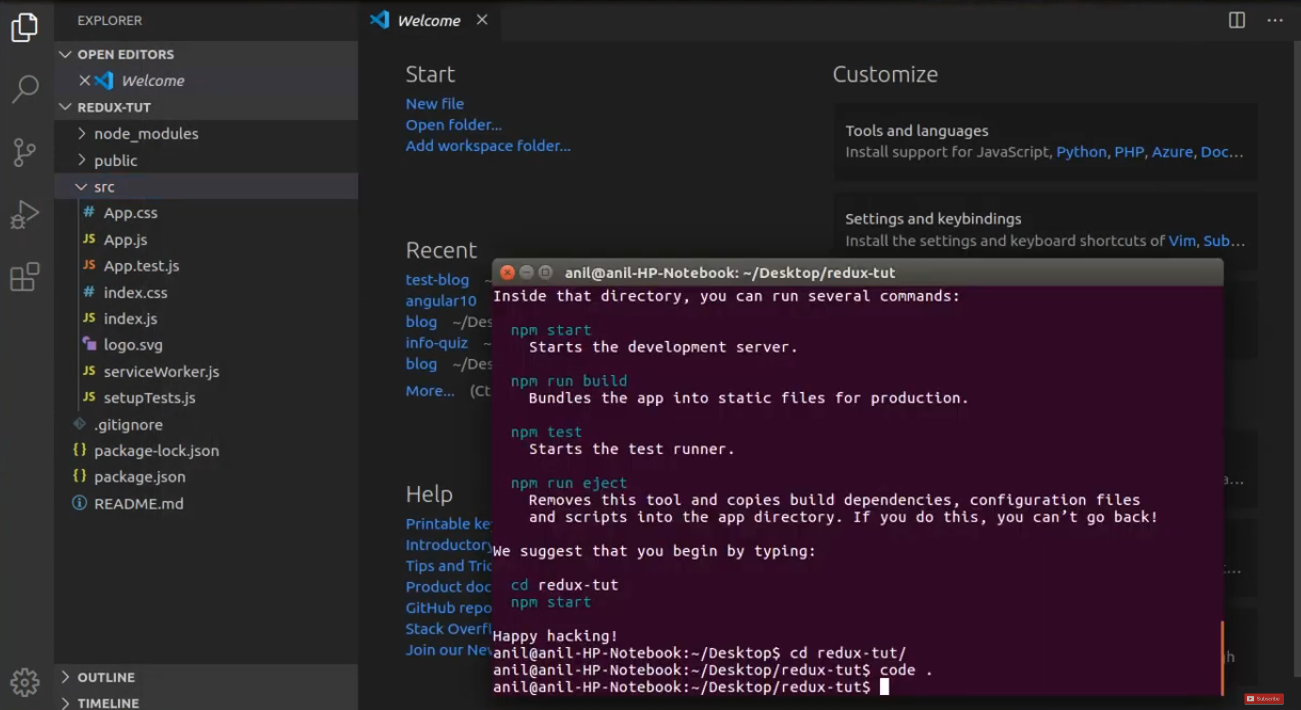 EXPLORER
OPEN EDITORS
Welcome
REDUX-TUT
node_modules
public
src
# App.css
JS App.js
JS App.test.js
# index.css
JS index.js
logo.svg
JS serviceWorker.js
JS setupTests.js
.gitignore
{} package-lock.json
{} package.json
README.md
OUTLINE
TIMELINE
Welcome
Start
New file
Open folder...
Add workspace folder...
Recent
test-blog
angular10
blog ~/Des
info-quiz
blog ~/Des
More... (Ct
Help
Printable ke
Introductory
Tips and Tric
Product doc
GitHub repo
Stack Overfl
Join our New
Customize
Tools and languages
Install support for JavaScript, Python, PHP, Azure, Doc...
Settings and keybindings
Install the settings and keyboard shortcuts of Vim, Sub...
anil@anil-HP-Notebook: ~/Desktop/redux-tut
Inside that directory, you can run several commands:
npm start
Starts the development server.
npm run build
Bundles the app into static files for production.
npm test
Starts the test runner.
npm run eject
Removes this tool and copies build dependencies, configuration files
and scripts into the app directory. If you do this, you can’t go back!
We suggest that you begin by typing:
cd redux-tut
npm start
Happy hacking!
anil@anil-HP-Notebook:~/Desktop$ cd redux-tut/
anil@anil-HP-Notebook:~/Desktop/redux-tut$ code .
anil@anil-HP-Notebook:~/Desktop/redux-tut$
Subscribe